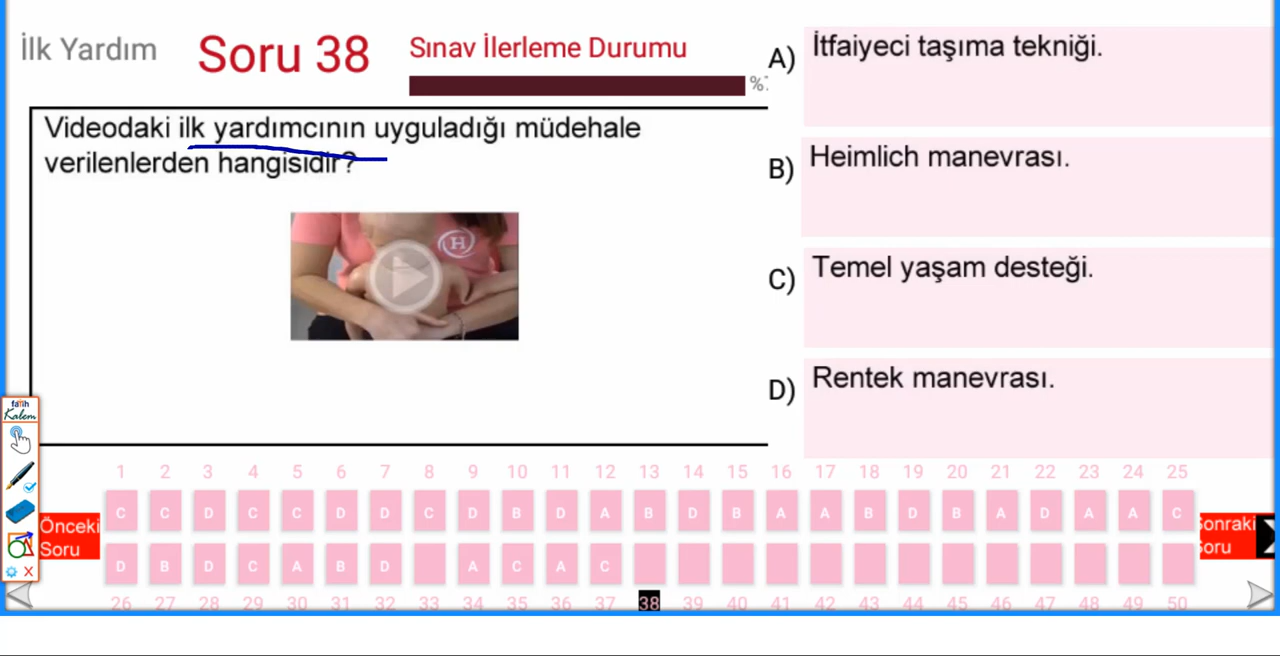 İlk Yardım
Soru 38
Sınav İlerleme Durumu
Videodaki ilk yardımcının uyguladığı müdehale
verilenlerden hangisidir?
H
A) İtfaiyeci taşıma tekniği.
B) Heimlich manevrası.
C) Temel yaşam desteği.
D) Rentek manevrası.
fatih
Kalem
1 2 3 4 5 6 7 8 9 10 11 12 13 14 15 16 17 18 19 20 21 22 23 24 25
C C D C C D D C D B D A B D B A A B D B A D A A C
Önceki
Soru
Sonraki
Soru
D B D C A B D A C A C
26 27 28 29 30 31 32 33 34 35 36 37 38 39 40 41 42 43 44 45 46 47 48 49 50